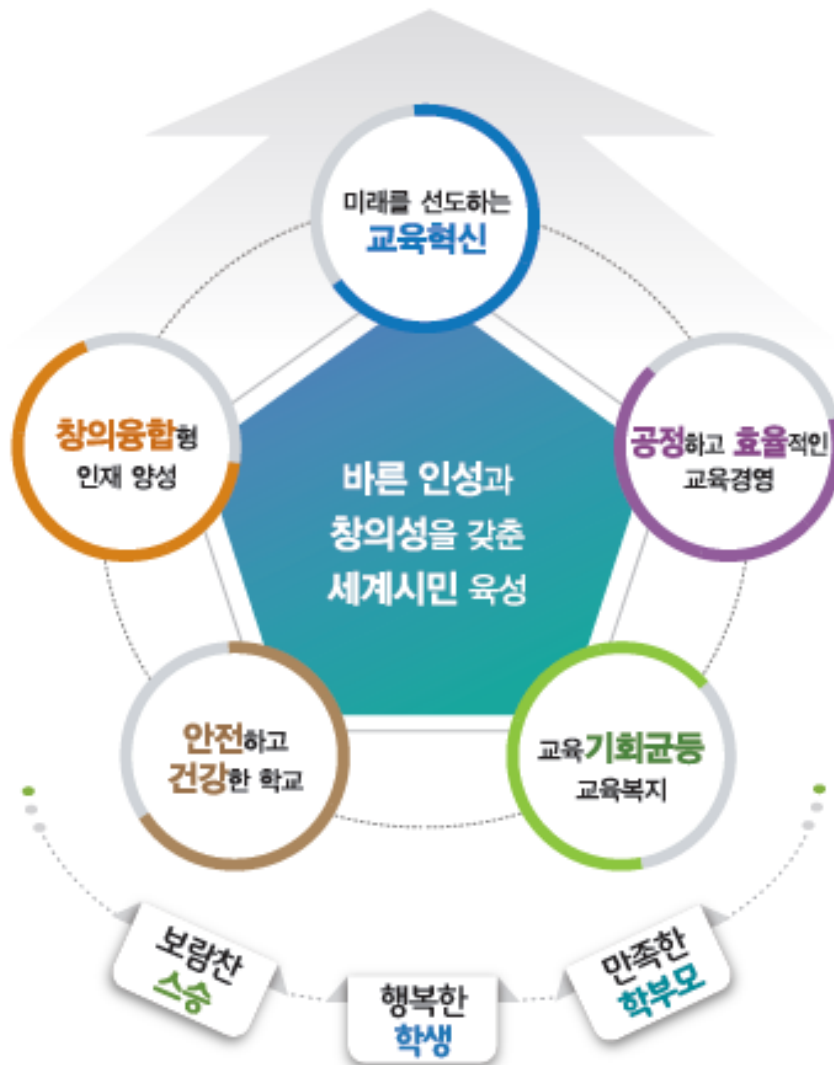 미래를 선도하는
교육혁신
창의융합형
인재 양성
공정하고 효율적인
교육경영
바른 인성과
창의성을 갖춘
세계시민 육성
안전하고
건강한 학교
교육기회균등
교육복지
보람찬
스승
행복한
학생
만족한
학부모